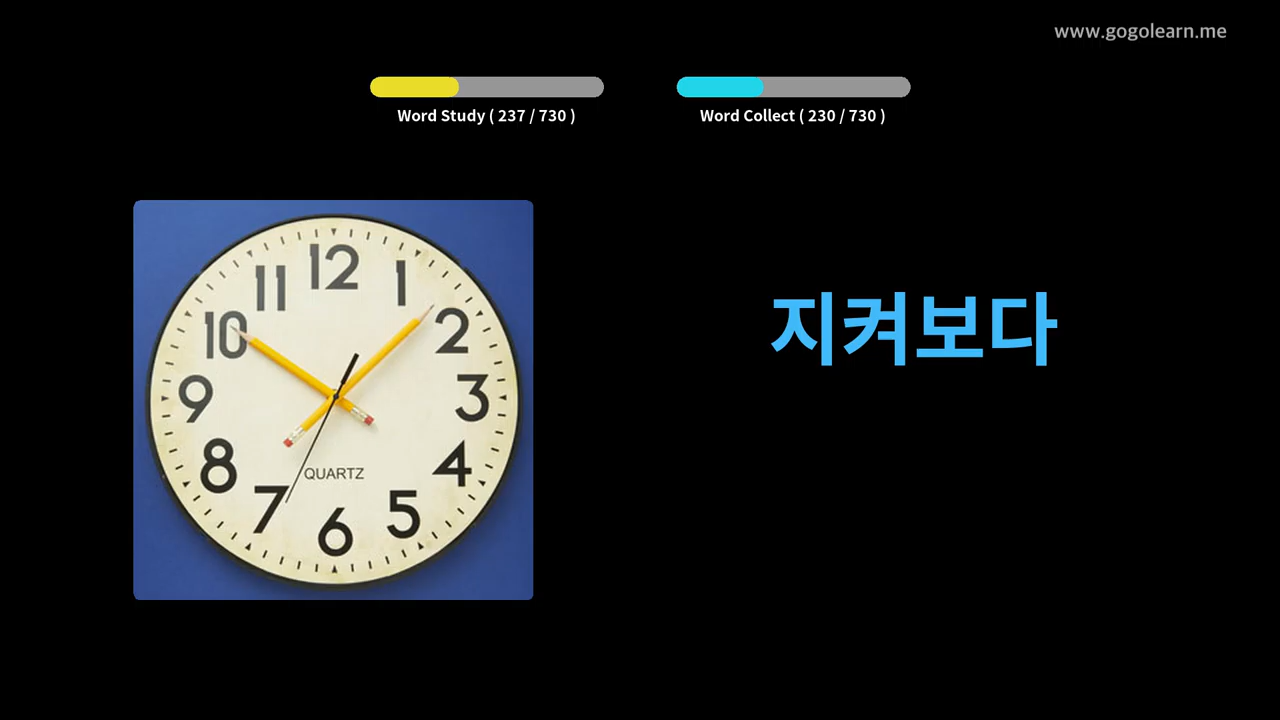 www.gogolearn.me
Word Study ( 237 / 730 )
Word Collect ( 230 / 730 )
12
1
2
3
4
5
6
7
8
9
10
11
QUARTZ
지켜보다